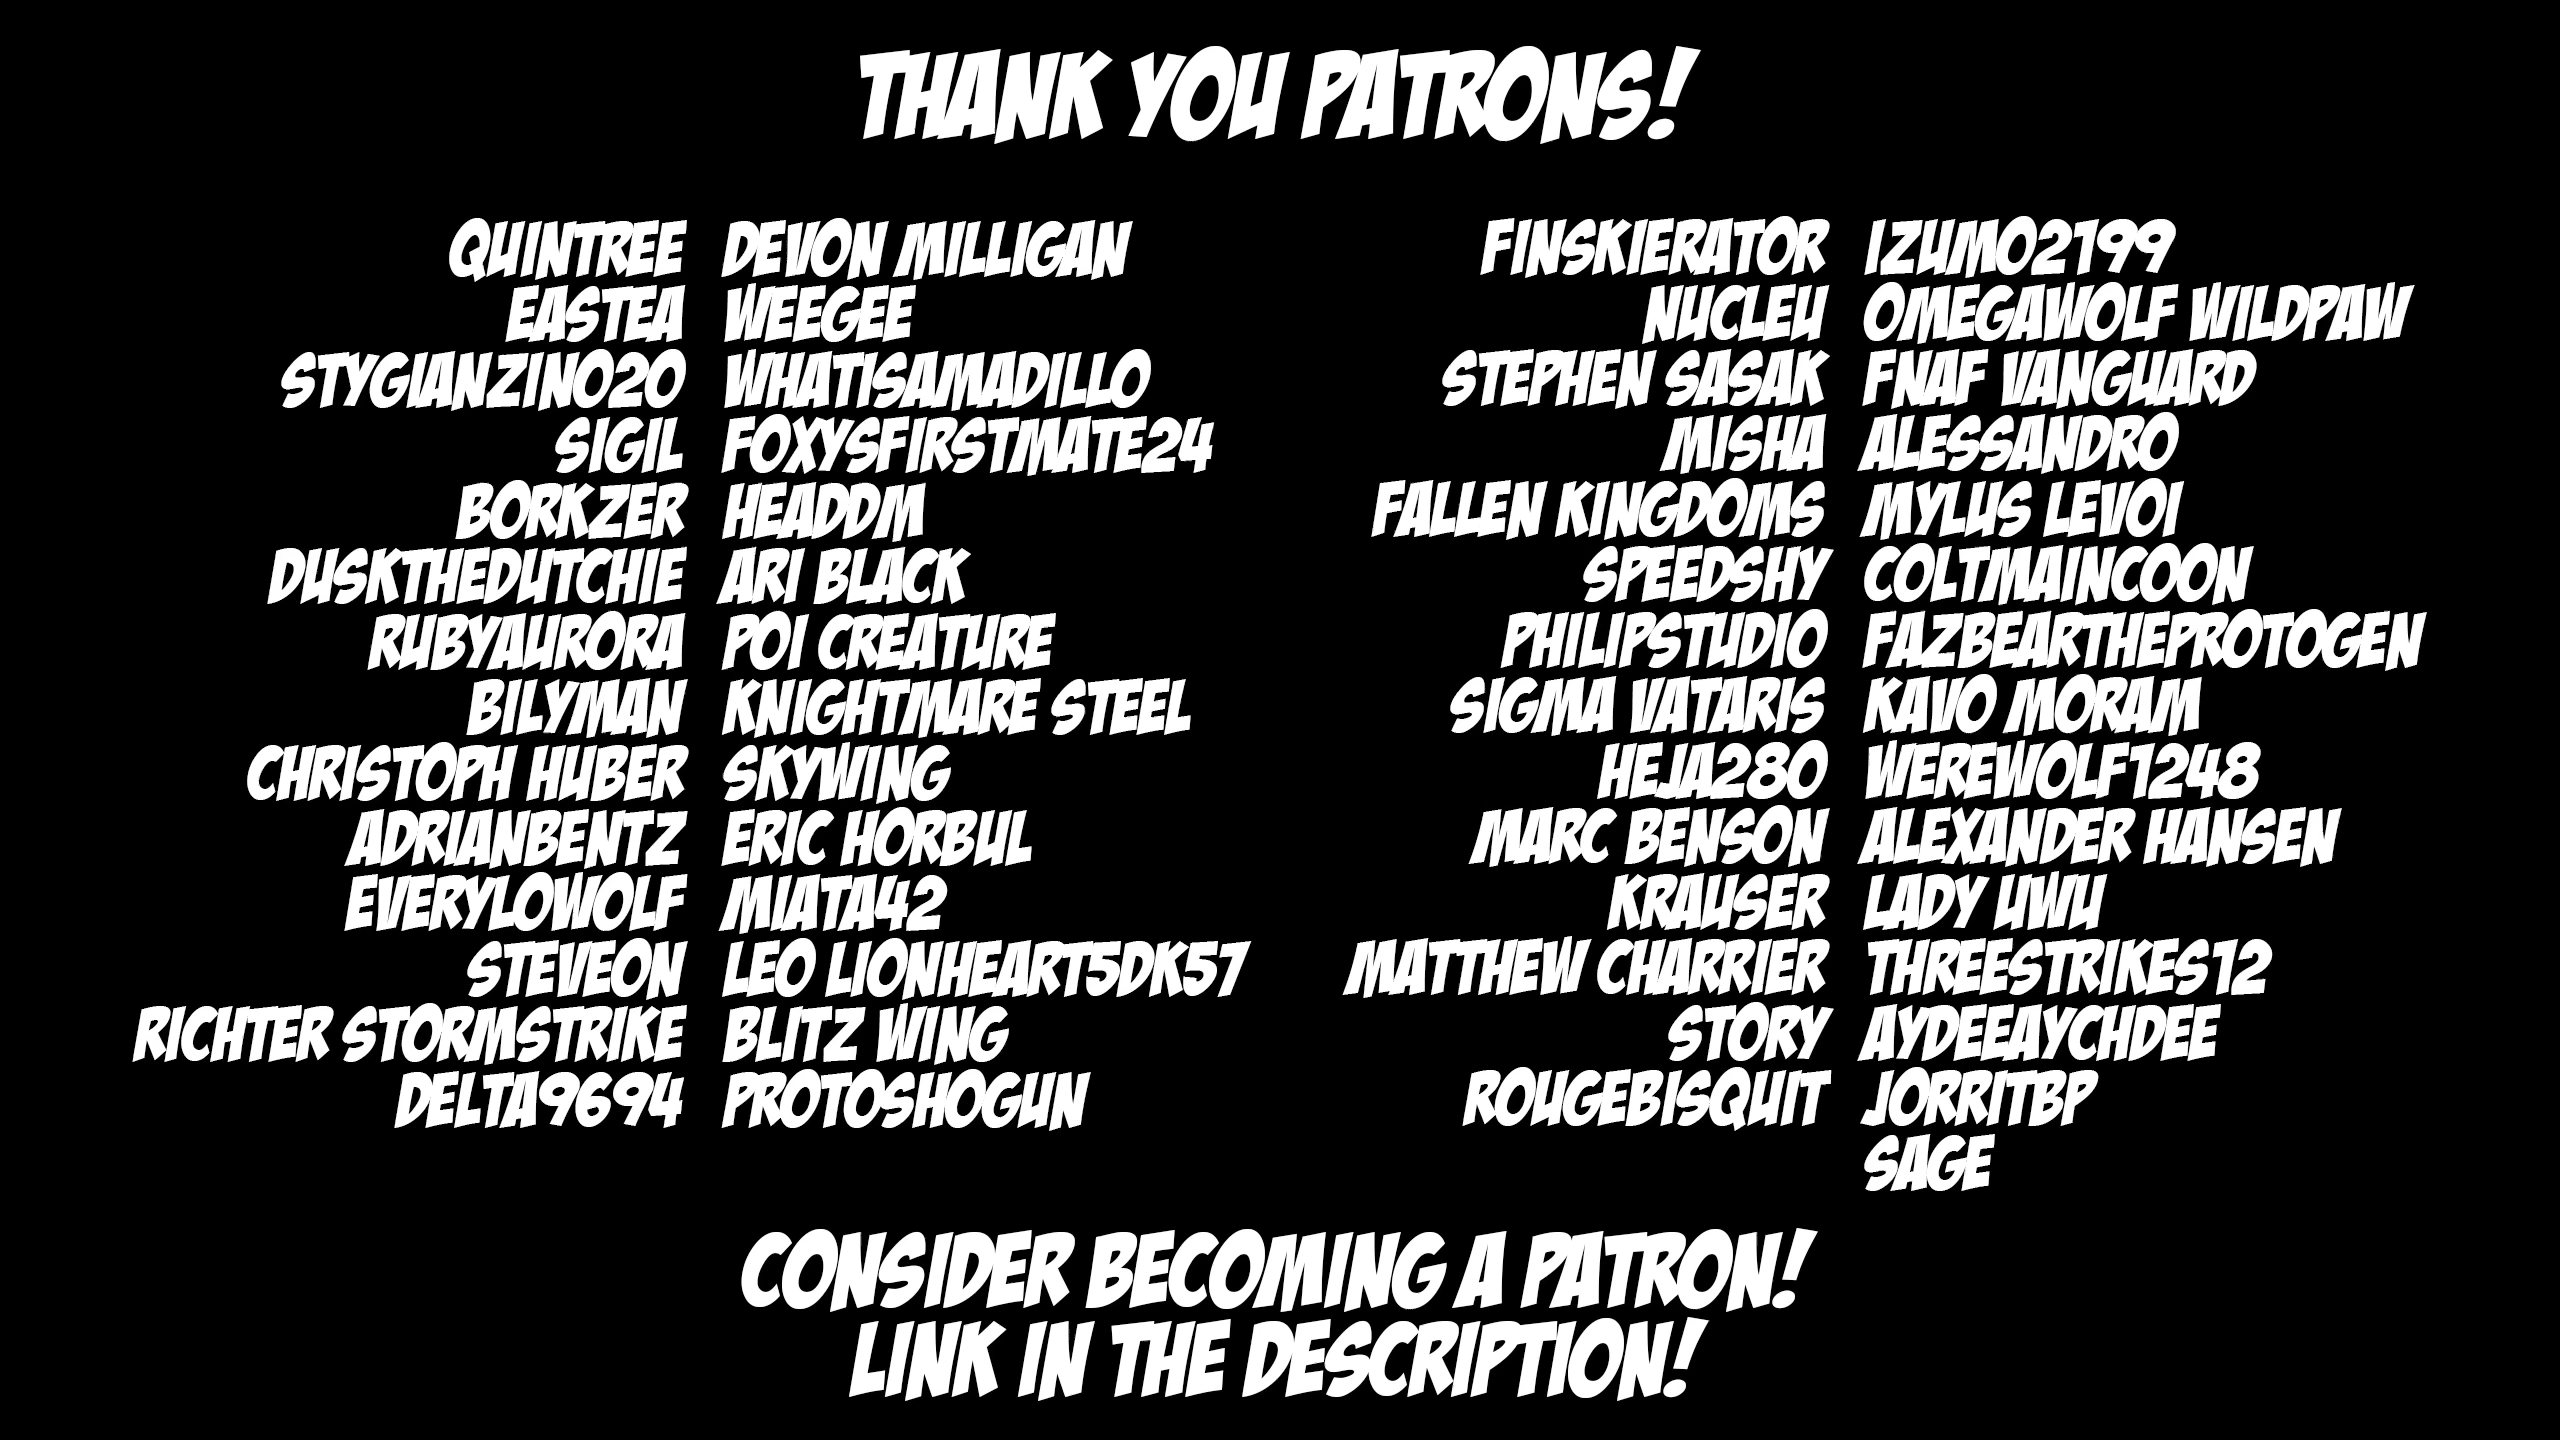 THANK YOU PATRONS!
QUINTREE DEVON MILLIGAN
EASTEA WEEGEE
STYGIANZINO20 WHATISAMADILLO
SIGIL FOXYSFIRSTMATE24
BORKZER HEADDM
DUSKTHEDUTCHIE ARI BLACK
RUBYAURORA POI CREATURE
BILYMAN KNIGHTMARE STEEL
CHRISTOPH HUBER SKYWING
ADRIANBENTZ ERIC HORBUL
EVERYLOWOLF MIATA42
STEVEON LEO LIONHEART5DK57
RICHTER STORMSTRIKE BLITZ WING
DELTA9694 PROTOSHOGUN
FINSKIERATOR IZUMO2199
NUCLEU OMEGAWOLF WILDPAW
STEPHEN SASAK FNAF VANGUARD
MISHA ALESSANDRO
FALLEN KINGDOMS MYLUS LEVOI
SPEEDSHY COLTMAINCOON
PHILIPSTUDIO FAZBEARTHEPROTOGEN
SIGMA VATARIS KAVO MORAM
HEJA280 WEREWOLF1248
MARC BENSON ALEXANDER HANSEN
KRAUSER LADY UWU
MATTHEW CHARRIER THREESTRIKES12
STORY AYDEEAYCHDEE
ROUGEBISQUIT JORRITBP
SAGE
CONSIDER BECOMING A PATRON!
LINK IN THE DESCRIPTION!